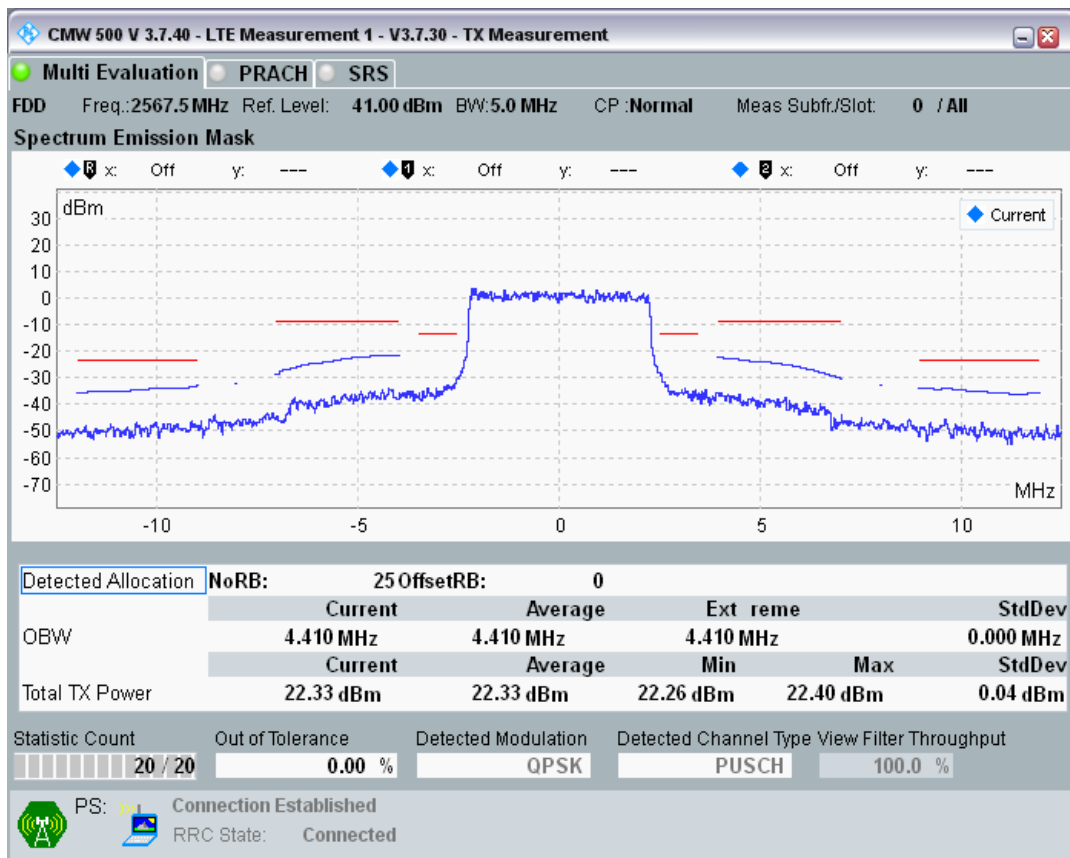 CMW 500 V 3.7.40 - LTE Measurement 1 - V3.7.30 - TX Measurement
Multi Evaluation PRACH SRS
FDD Freq.:2567.5 MHz Ref. Level: 41.00 dBm BW:5.0 MHz CP :Normal Meas Subfr./Slot: 0 / All
Spectrum Emission Mask
R x: Off y: --- 1 x: Off y: --- 2 x: Off y: ---
dBm
Current
30
20
10
0
-10
-20
-30
-40
-50
-60
-70
MHz
-10 -5 0 5 10
Detected Allocation NoRB: 25 OffsetRB: 0
Current Average Ext reme StdDev
OBW 4.410 MHz 4.410 MHz 4.410 MHz 0.000 MHz
Current Average Min Max StdDev
Total TX Power 22.33 dBm 22.33 dBm 22.26 dBm 22.40 dBm 0.04 dBm
Statistic Count Out of Tolerance Detected Modulation Detected Channel Type View Filter Throughput
20 / 20 0.00 % QPSK PUSCH 100.0 %
PS: Connection Established
RRC State: Connected